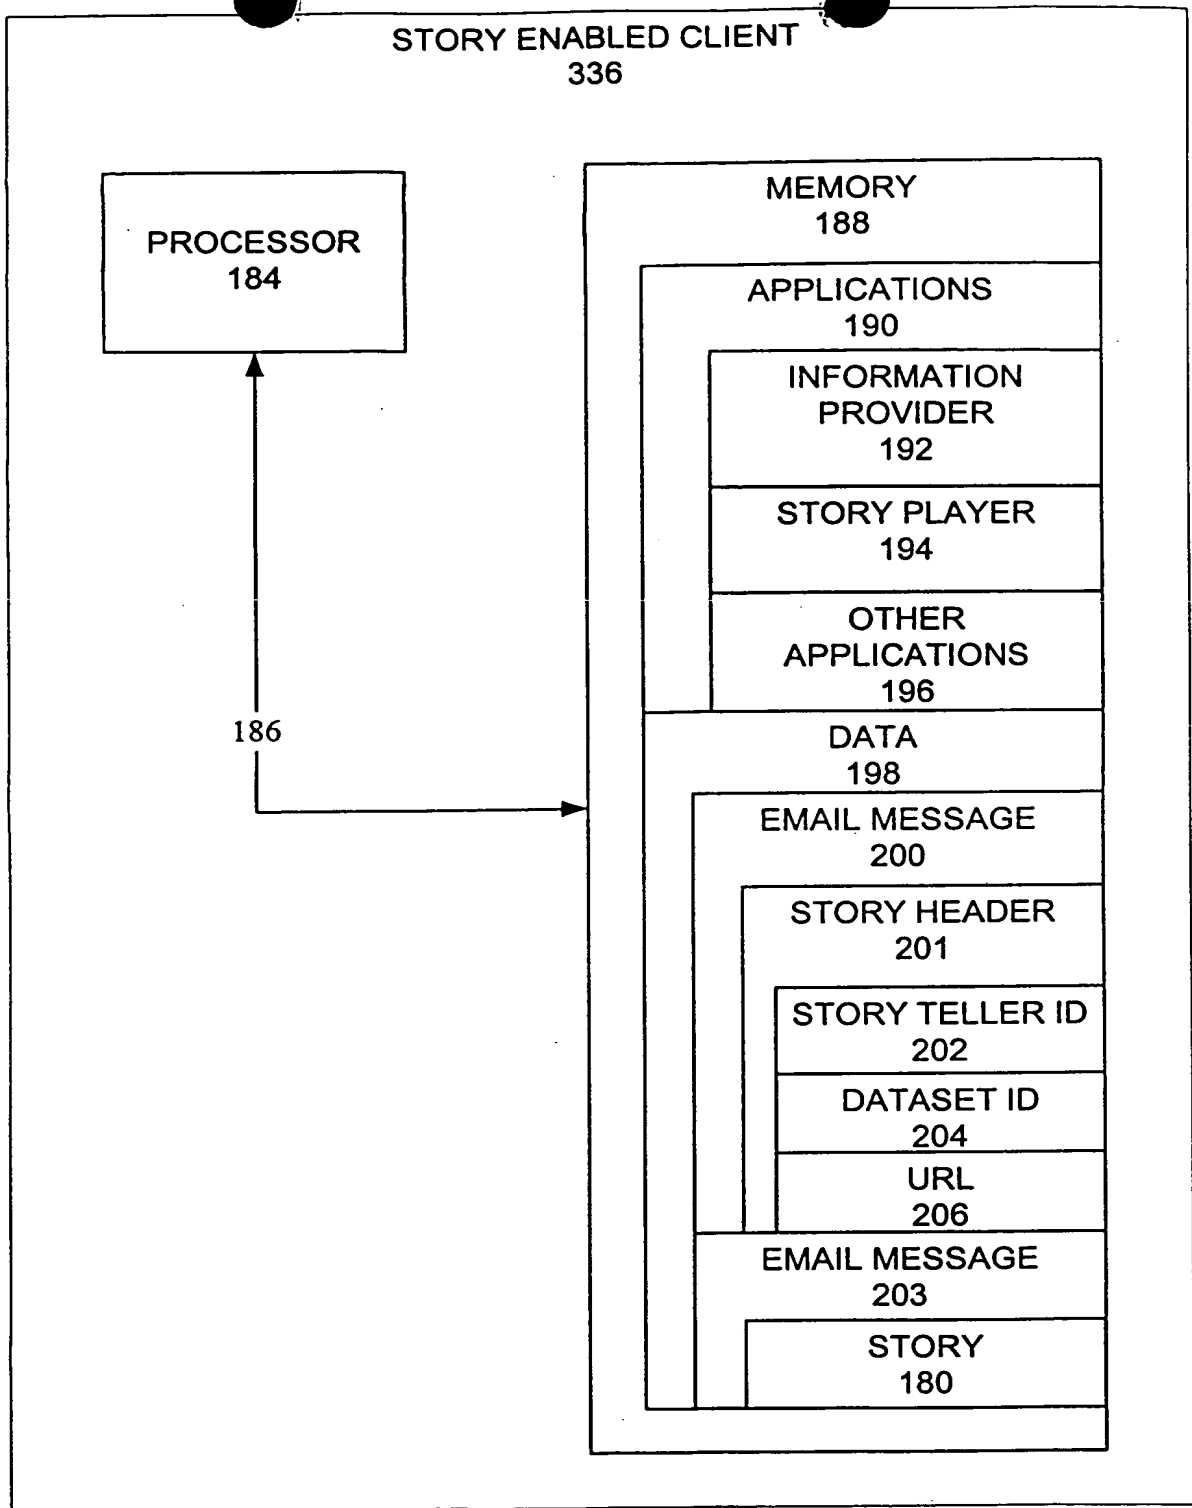 STORY ENABLED CLIENT
336
PROCESSOR
184
186
MEMORY
188
APPLICATIONS
190
INFORMATION
PROVIDER
192
STORY PLAYER
194
OTHER
APPLICATIONS
196
DATA
198
EMAIL MESSAGE
200
STORY HEADER
201
STORY TELLER ID
202
DATASET ID
204
URL
206
EMAIL MESSAGE
203
STORY
180